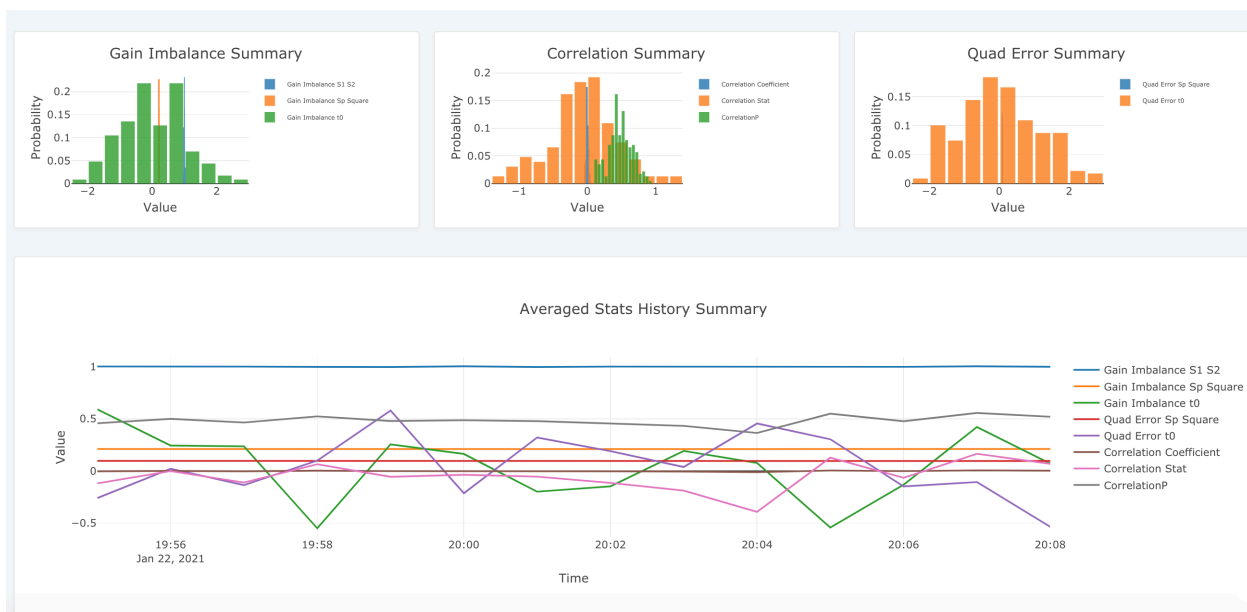 Gain Imbalance Summary
Probability
0.2
0.15
0.1
0.05
0
−2
0
2
Value
Gain Imbalance S1 S2
Gain Imbalance Sp Square
Gain Imbalance t0
Correlation Summary
Probability
0.2
0.15
0.1
0.05
0
−1
0
1
Value
Correlation Coefficient
Correlation Stat
CorrelationP
Quad Error Summary
Probability
0.15
0.1
0.05
0
−2
0
2
Value
Quad Error Sp Square
Quad Error t0
Averaged Stats History Summary
Value
1
0.5
0
−0.5
19:56
Jan 22, 2021
19:58
20:00
20:02
20:04
20:06
20:08
Time
Gain Imbalance S1 S2
Gain Imbalance Sp Square
Gain Imbalance t0
Quad Error Sp Square
Quad Error t0
Correlation Coefficient
Correlation Stat
CorrelationP